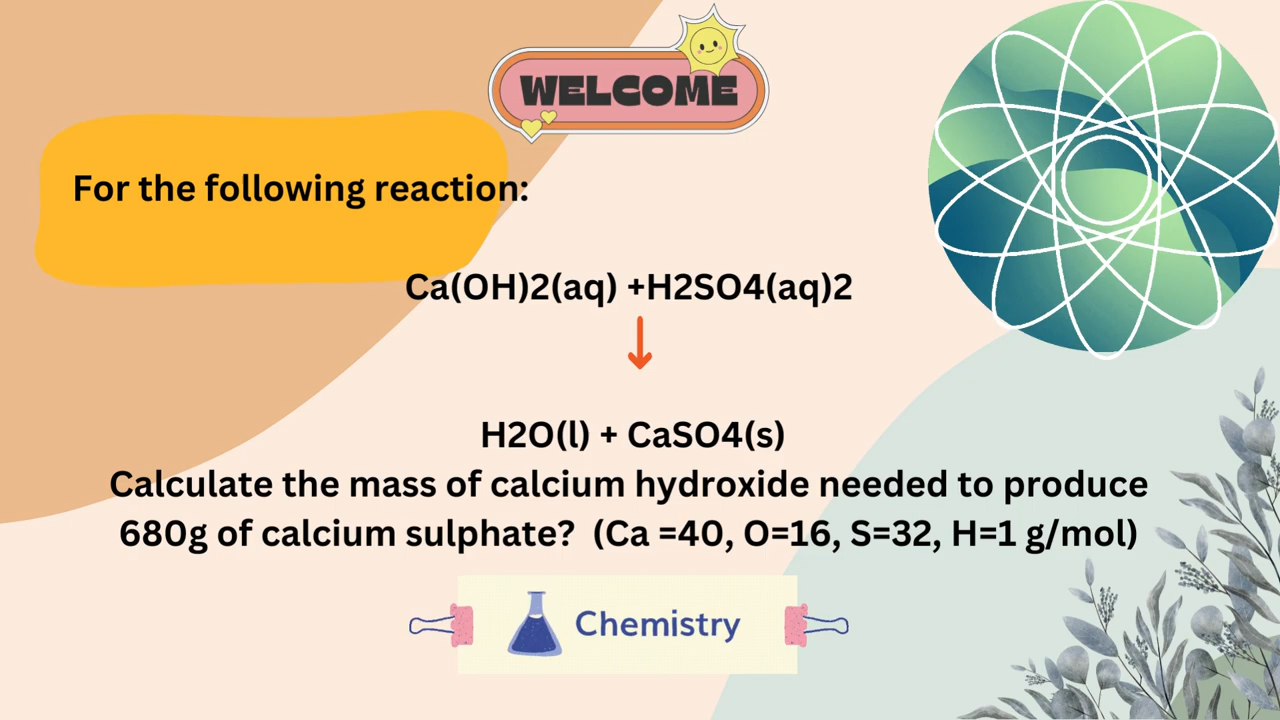 WELCOME
For the following reaction:
Ca(OH)2(aq) +H2SO4(aq)2
H2O(l) + CaSO4(s)
Calculate the mass of calcium hydroxide needed to produce
680g of calcium sulphate?  (Ca =40, O=16, S=32, H=1 g/mol)
Chemistry